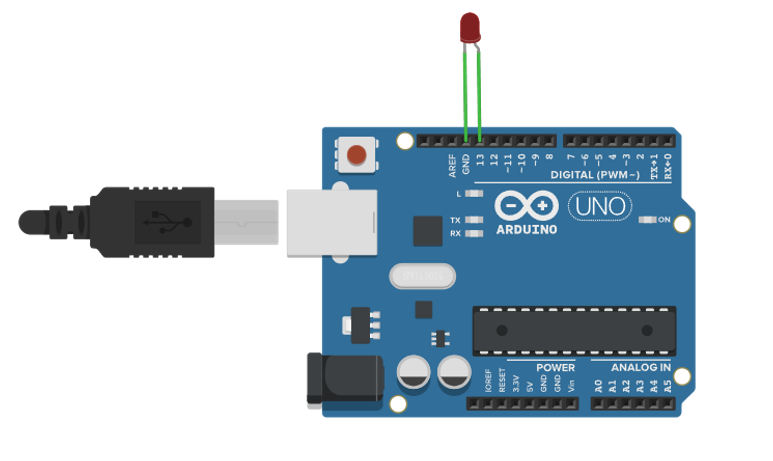 AREF
GND
13
12
~11
~10
~9
8
7
~6
~5
4
~3
2
TX→1
RX←0
DIGITAL (PWM~)
L
TX
RX
ARDUINO
UNO
ON
POWER
ANALOG IN
IOREF
RESET
3.3V
5V
GND
GND
Vin
A0
A1
A2
A3
A4
A5